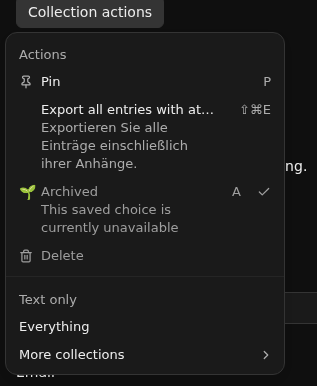 Collection actions
Actions
Pin P
Export all entries with at… ⇧⌘E
Exportieren Sie alle
Einträge einschließlich
ihrer Anhänge.
ng.
🌱 Archived A ✓
This saved choice is
currently unavailable
Delete
Text only
Everything
More collections >